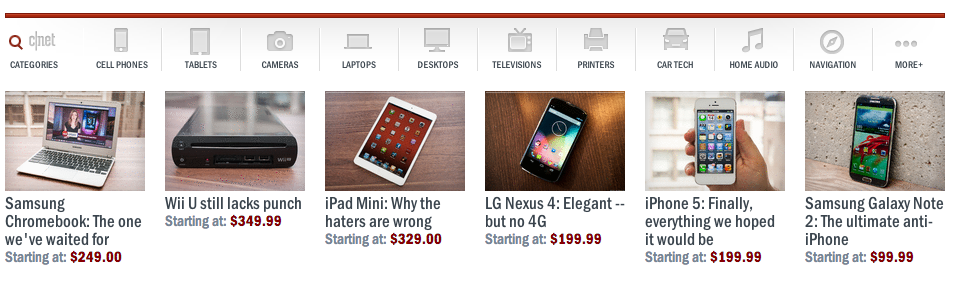 c|net
CATEGORIES
CELL PHONES
TABLETS
CAMERAS
LAPTOPS
DESKTOPS
TELEVISIONS
PRINTERS
CAR TECH
HOME AUDIO
NAVIGATION
MORE+
Wii U
Samsung
Chromebook: The one
we've waited for
Starting at: $249.00
Wii U still lacks punch
Starting at: $349.99
iPad Mini: Why the
haters are wrong
Starting at: $329.00
LG Nexus 4: Elegant --
but no 4G
Starting at: $199.99
iPhone 5: Finally,
everything we hoped
it would be
Starting at: $199.99
Samsung Galaxy Note
2: The ultimate anti-
iPhone
Starting at: $99.99